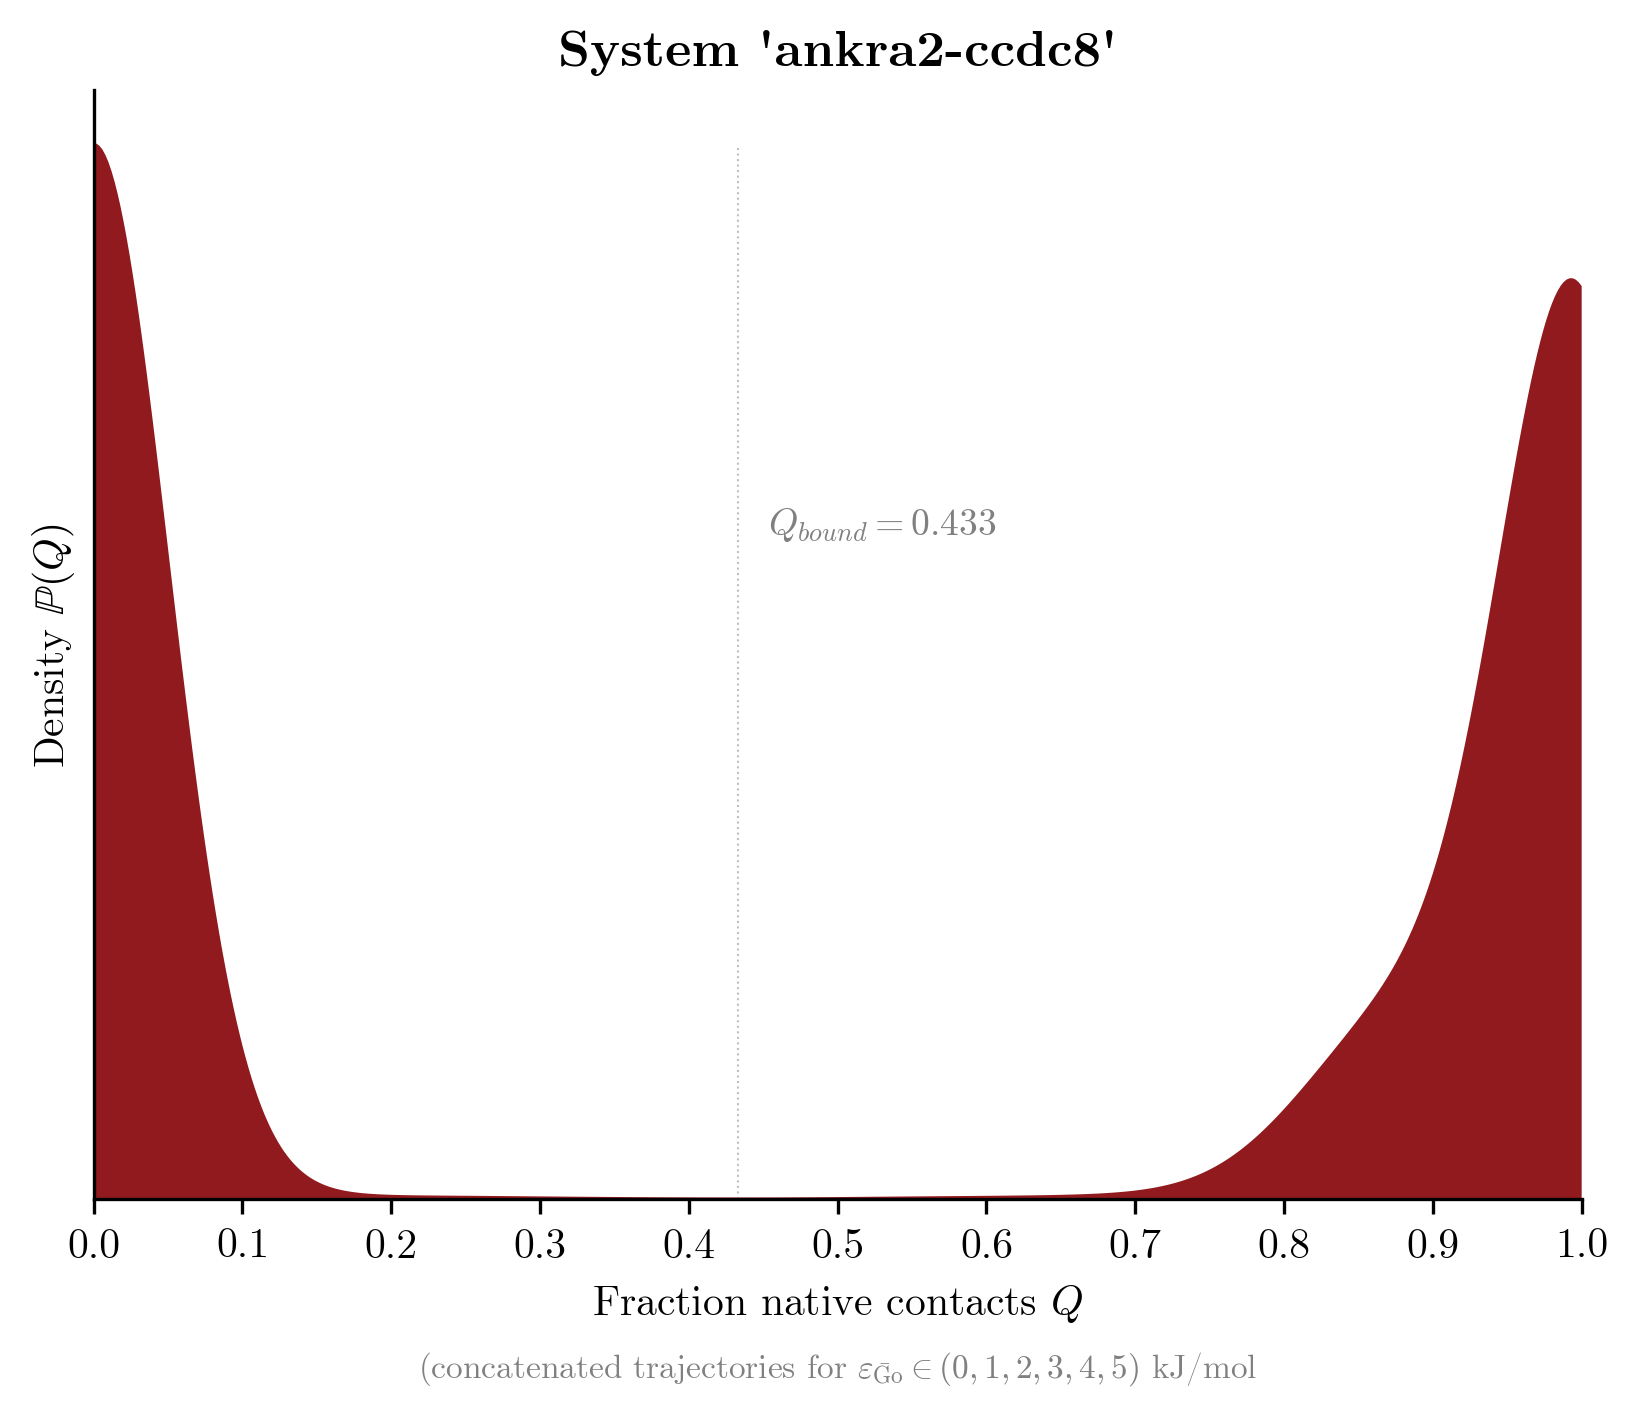 System 'ankra2-ccdc8'
Density ℙ(Q)
Q_bound = 0.433
0.0 0.1 0.2 0.3 0.4 0.5 0.6 0.7 0.8 0.9 1.0
Fraction native contacts Q
(concatenated trajectories for ε_Ḡo ∈ (0, 1, 2, 3, 4, 5) kJ/mol